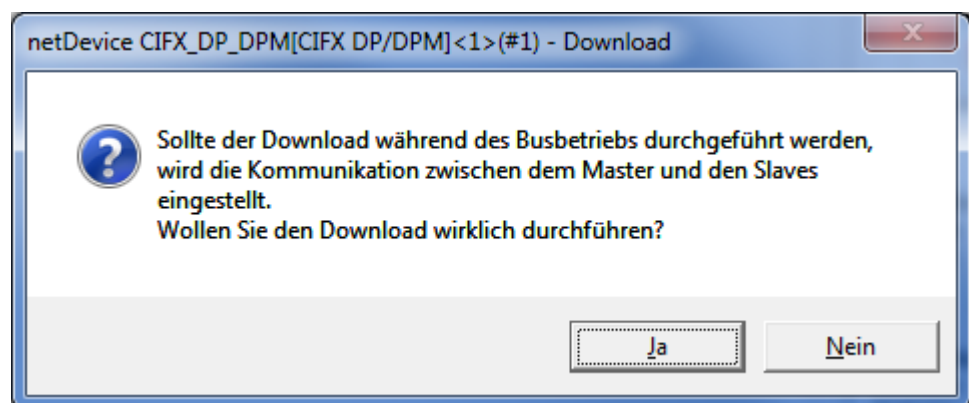 netDevice CIFX_DP_DPM[CIFX DP/DPM]<1>(#1) - Download
Sollte der Download während des Busbetriebs durchgeführt werden,
wird die Kommunikation zwischen dem Master und den Slaves
eingestellt.
Wollen Sie den Download wirklich durchführen?
Ja
Nein